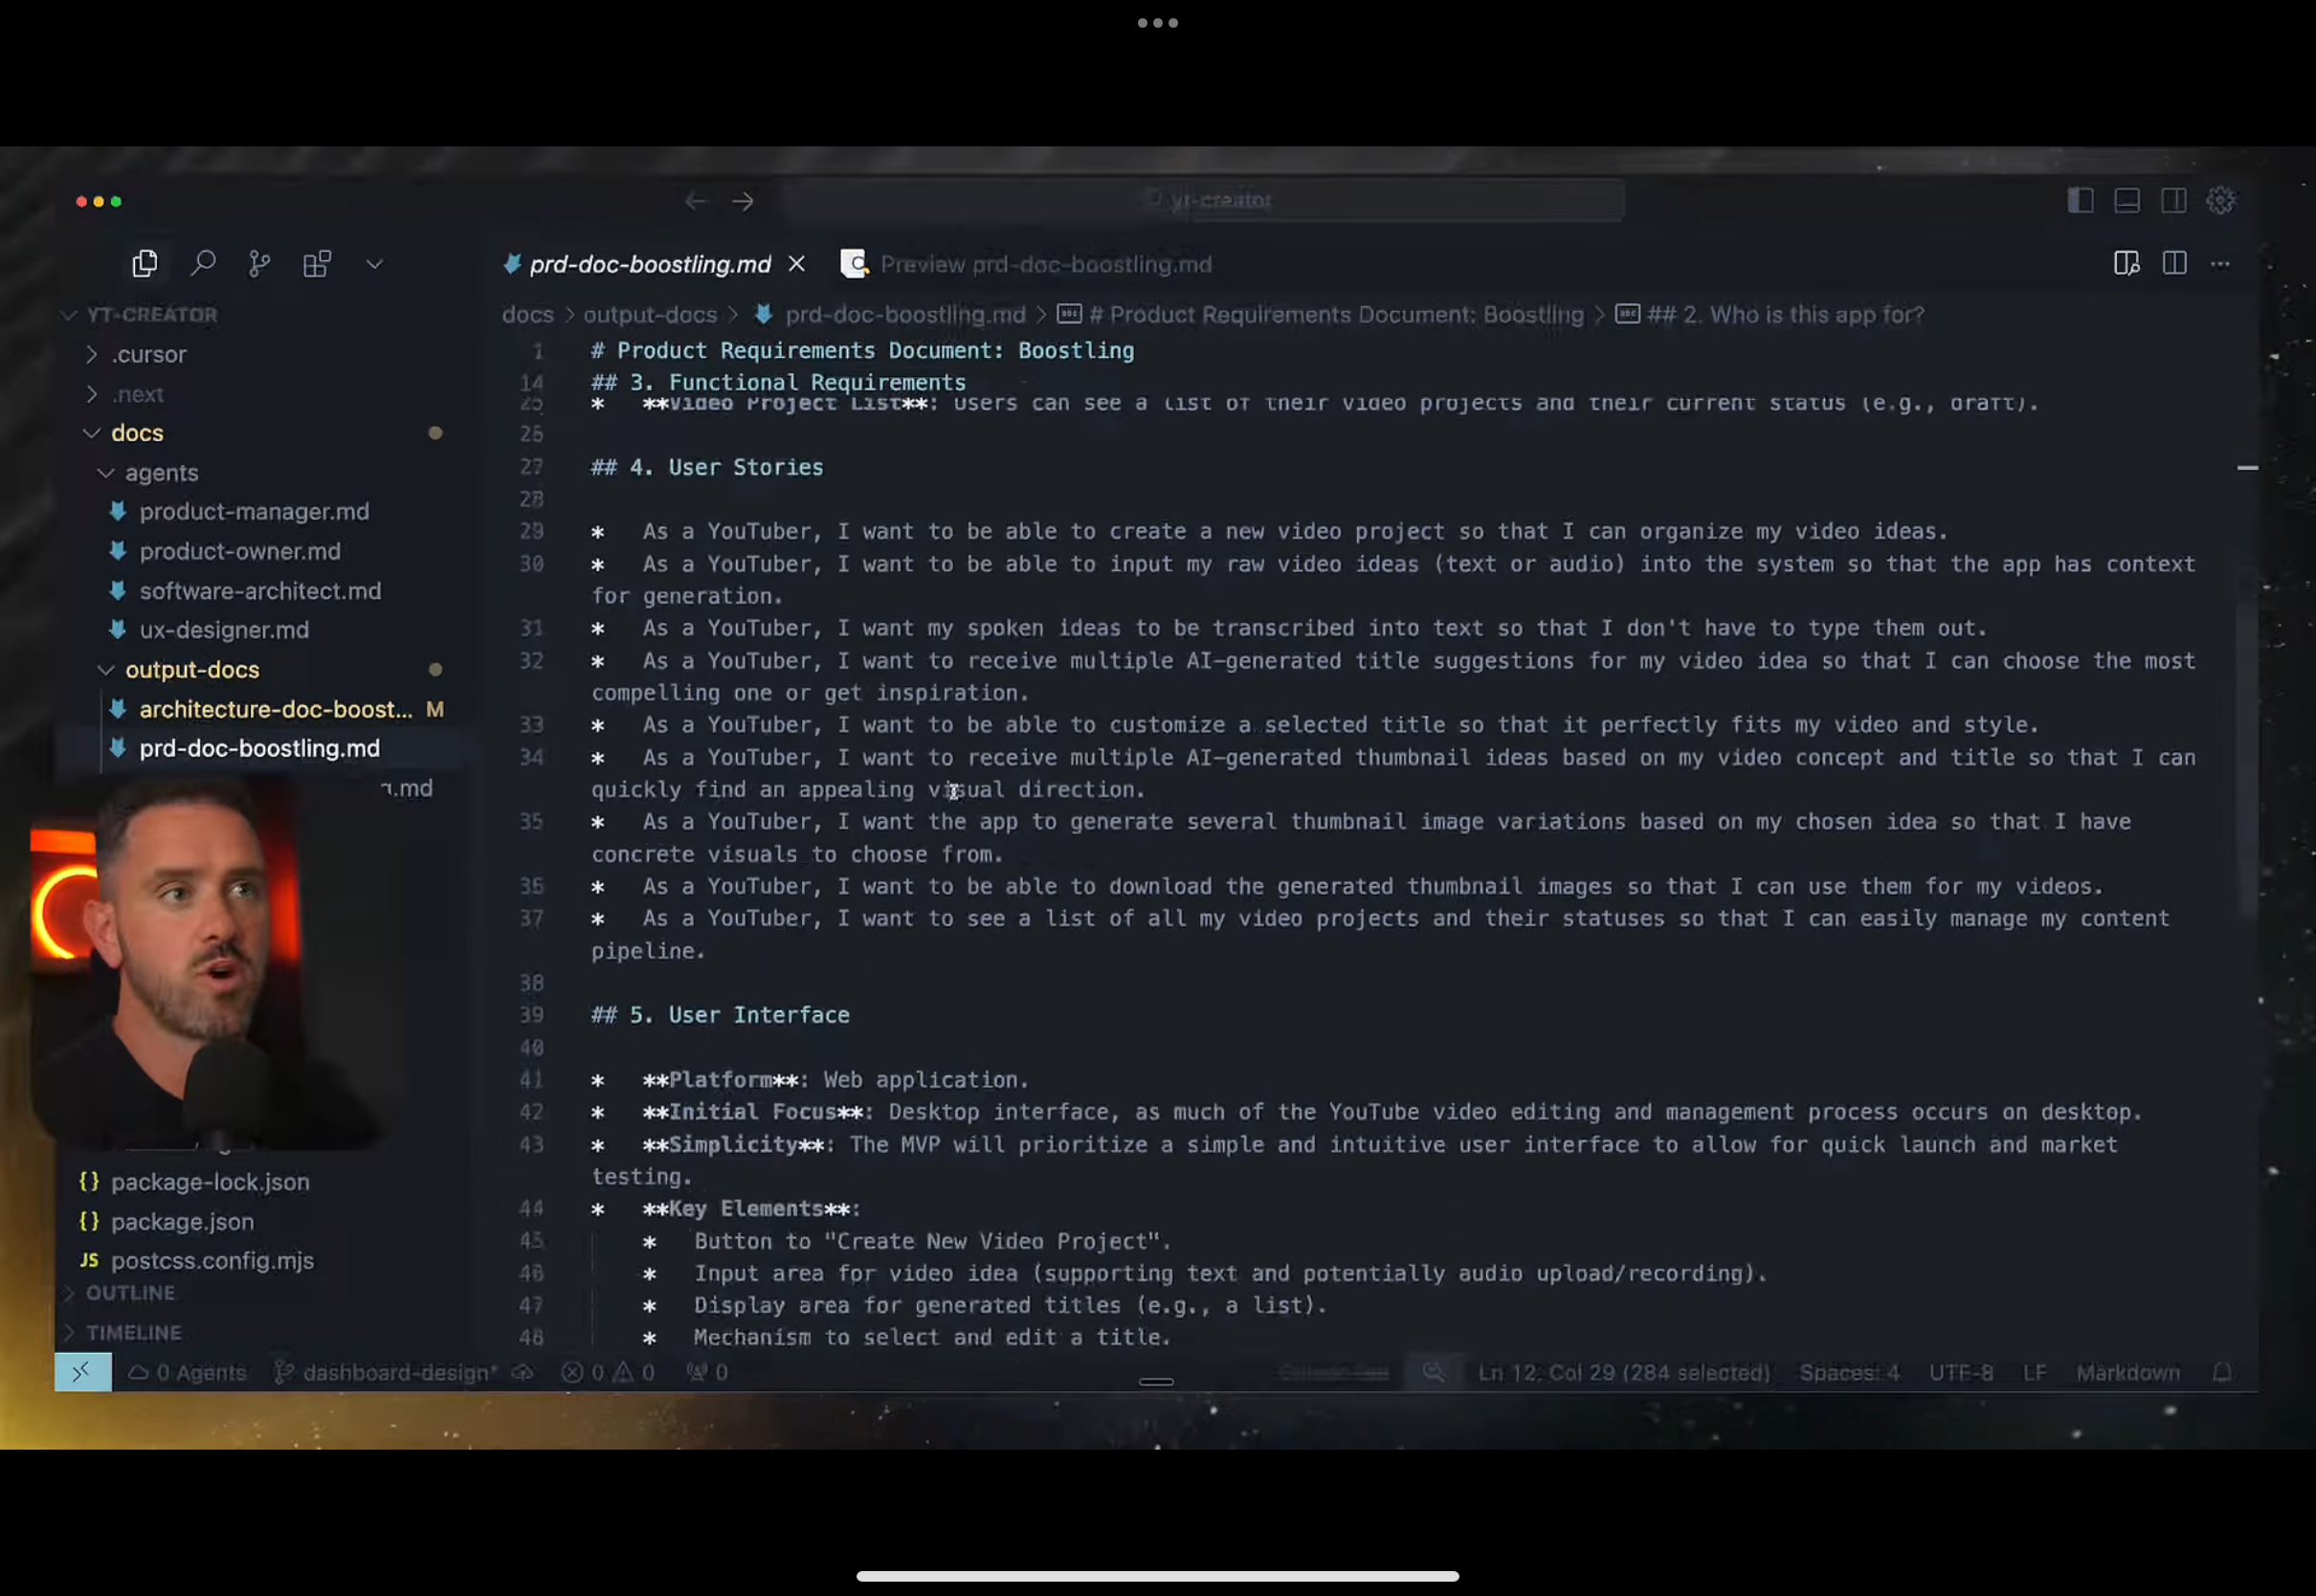 yt-creator
prd-doc-boostling.md
Preview prd-doc-boostling.md
YT-CREATOR
.cursor
.next
docs
agents
product-manager.md
product-owner.md
software-architect.md
ux-designer.md
output-docs
architecture-doc-boost... M
prd-doc-boostling.md
.md
package-lock.json
package.json
JS postcss.config.mjs
OUTLINE
TIMELINE
docs > output-docs > prd-doc-boostling.md > # Product Requirements Document: Boostling > ## 2. Who is this app for?
1 # Product Requirements Document: Boostling
14 ## 3. Functional Requirements
25 * **Video Project List**: Users can see a list of their video projects and their current status (e.g., draft).
26
27 ## 4. User Stories
28
29 * As a YouTuber, I want to be able to create a new video project so that I can organize my video ideas.
30 * As a YouTuber, I want to be able to input my raw video ideas (text or audio) into the system so that the app has context
for generation.
31 * As a YouTuber, I want my spoken ideas to be transcribed into text so that I don't have to type them out.
32 * As a YouTuber, I want to receive multiple AI-generated title suggestions for my video idea so that I can choose the most
compelling one or get inspiration.
33 * As a YouTuber, I want to be able to customize a selected title so that it perfectly fits my video and style.
34 * As a YouTuber, I want to receive multiple AI-generated thumbnail ideas based on my video concept and title so that I can
quickly find an appealing visual direction.
35 * As a YouTuber, I want the app to generate several thumbnail image variations based on my chosen idea so that I have
concrete visuals to choose from.
36 * As a YouTuber, I want to be able to download the generated thumbnail images so that I can use them for my videos.
37 * As a YouTuber, I want to see a list of all my video projects and their statuses so that I can easily manage my content
pipeline.
38
39 ## 5. User Interface
40
41 * **Platform**: Web application.
42 * **Initial Focus**: Desktop interface, as much of the YouTube video editing and management process occurs on desktop.
43 * **Simplicity**: The MVP will prioritize a simple and intuitive user interface to allow for quick launch and market
testing.
44 * **Key Elements**:
45 * Button to "Create New Video Project".
46 * Input area for video idea (supporting text and potentially audio upload/recording).
47 * Display area for generated titles (e.g., a list).
48 * Mechanism to select and edit a title.
0 Agents dashboard-design* 0 0 0 Ln 12, Col 29 (284 selected) Spaces: 4 UTF-8 LF Markdown